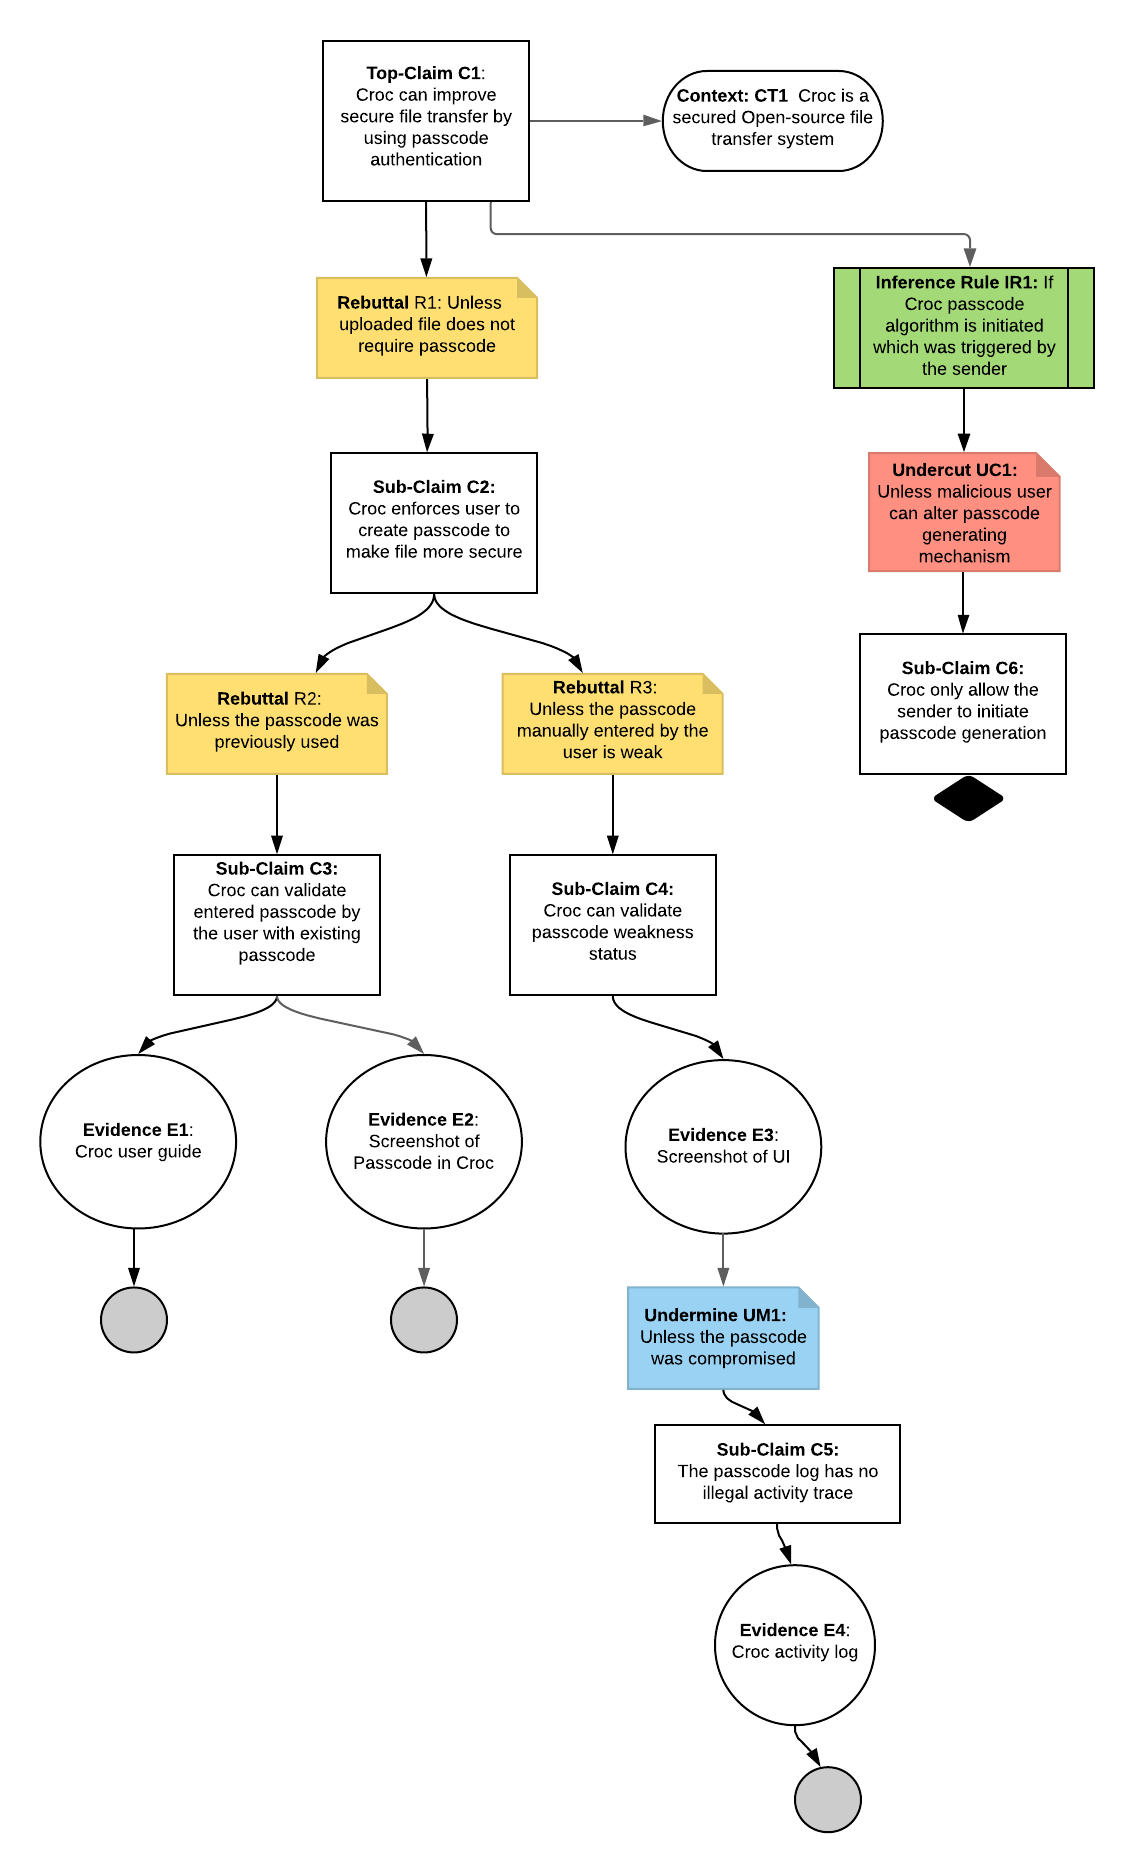 Top-Claim C1:
Croc can improve
secure file transfer by
using passcode
authentication
Context: CT1  Croc is a
secured Open-source file
transfer system
Rebuttal R1: Unless
uploaded file does not
require passcode
Inference Rule IR1: If
Croc passcode
algorithm is initiated
which was triggered by
the sender
Sub-Claim C2:
Croc enforces user to
create passcode to
make file more secure
Undercut UC1:
Unless malicious user
can alter passcode
generating
mechanism
Rebuttal R2:
Unless the passcode was
previously used
Rebuttal R3:
Unless the passcode
manually entered by the
user is weak
Sub-Claim C6:
Croc only allow the
sender to initiate
passcode generation
Sub-Claim C3:
Croc can validate
entered passcode by
the user with existing
passcode
Sub-Claim C4:
Croc can validate
passcode weakness
status
Evidence E1:
Croc user guide
Evidence E2:
Screenshot of
Passcode in Croc
Evidence E3:
Screenshot of UI
Undermine UM1:
Unless the passcode
was compromised
Sub-Claim C5:
The passcode log has no
illegal activity trace
Evidence E4:
Croc activity log